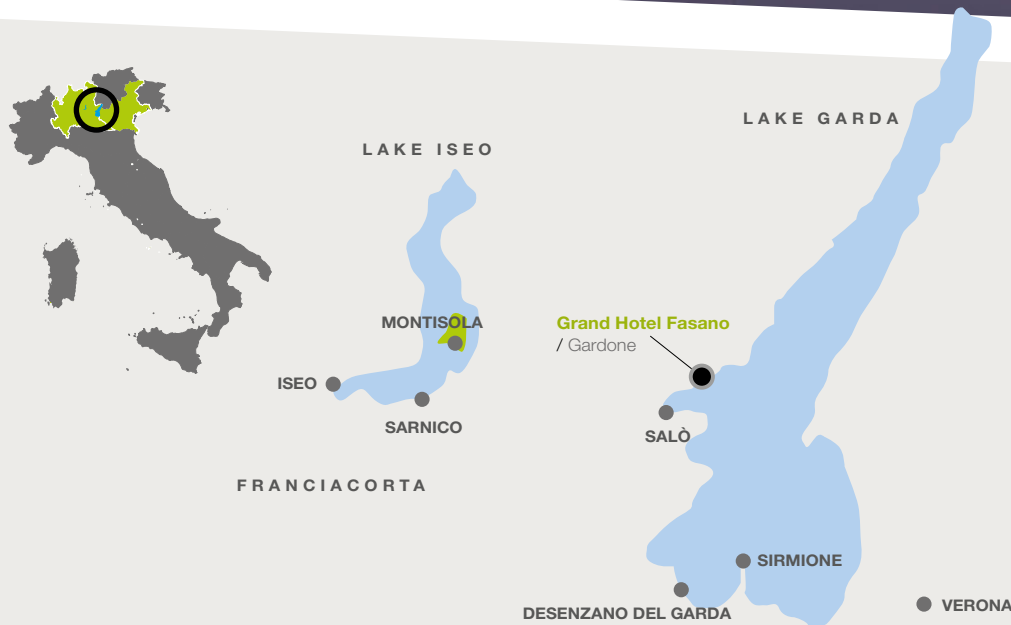 LAKE GARDA
LAKE ISEO
MONTISOLA
Grand Hotel Fasano
/ Gardone
ISEO
SARNICO
SALÒ
FRANCIACORTA
SIRMIONE
DESENZANO DEL GARDA
VERONA